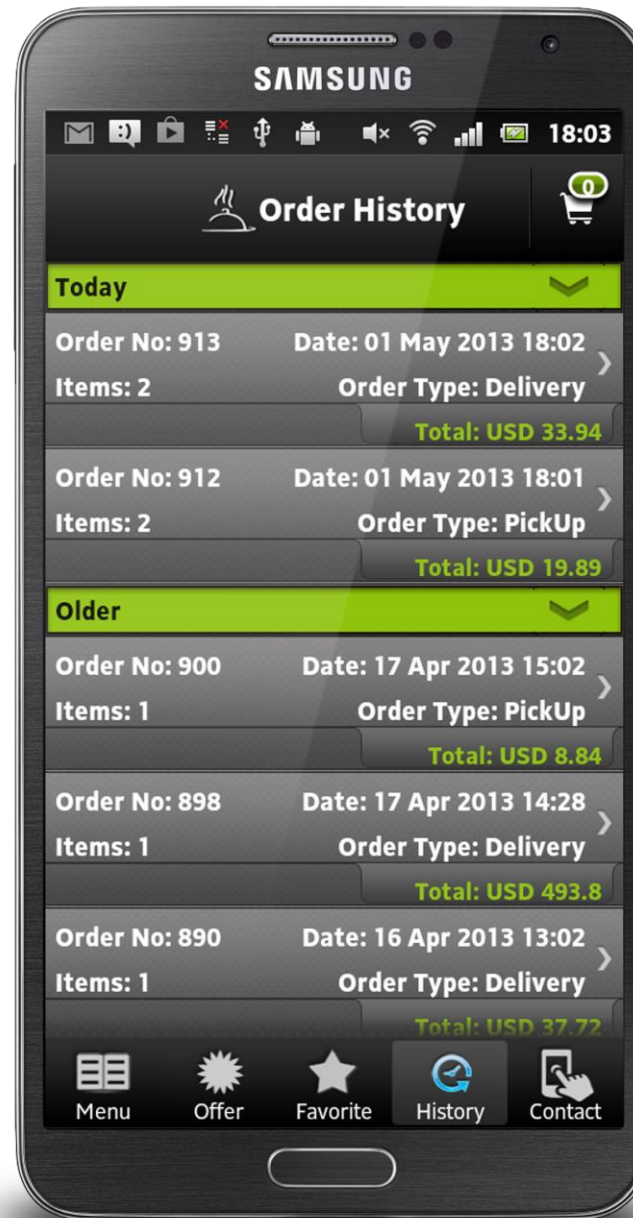 SAMSUNG
18:03
Order History
0
Today
Order No: 913 Date: 01 May 2013 18:02
Items: 2 Order Type: Delivery
Total: USD 33.94
Order No: 912 Date: 01 May 2013 18:01
Items: 2 Order Type: PickUp
Total: USD 19.89
Older
Order No: 900 Date: 17 Apr 2013 15:02
Items: 1 Order Type: PickUp
Total: USD 8.84
Order No: 898 Date: 17 Apr 2013 14:28
Items: 1 Order Type: Delivery
Total: USD 493.8
Order No: 890 Date: 16 Apr 2013 13:02
Items: 1 Order Type: Delivery
Total: USD 37.72
Menu Offer Favorite History Contact